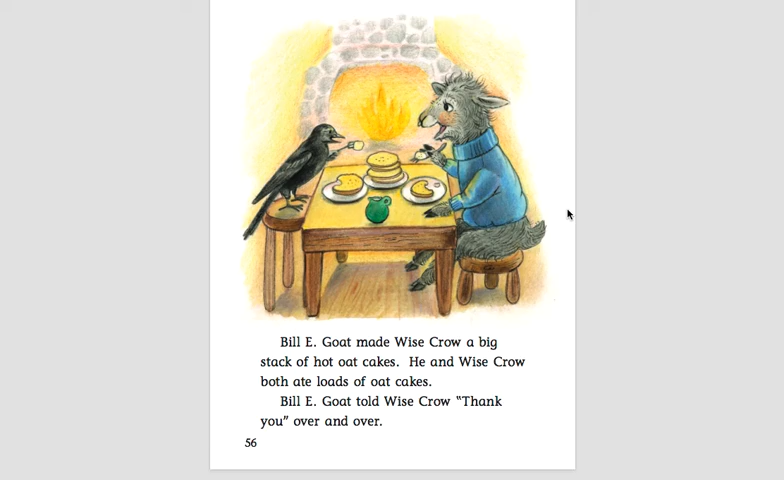 Bill E. Goat made Wise Crow a big
stack of hot oat cakes.  He and Wise Crow
both ate loads of oat cakes.
Bill E. Goat told Wise Crow “Thank
you” over and over.
56